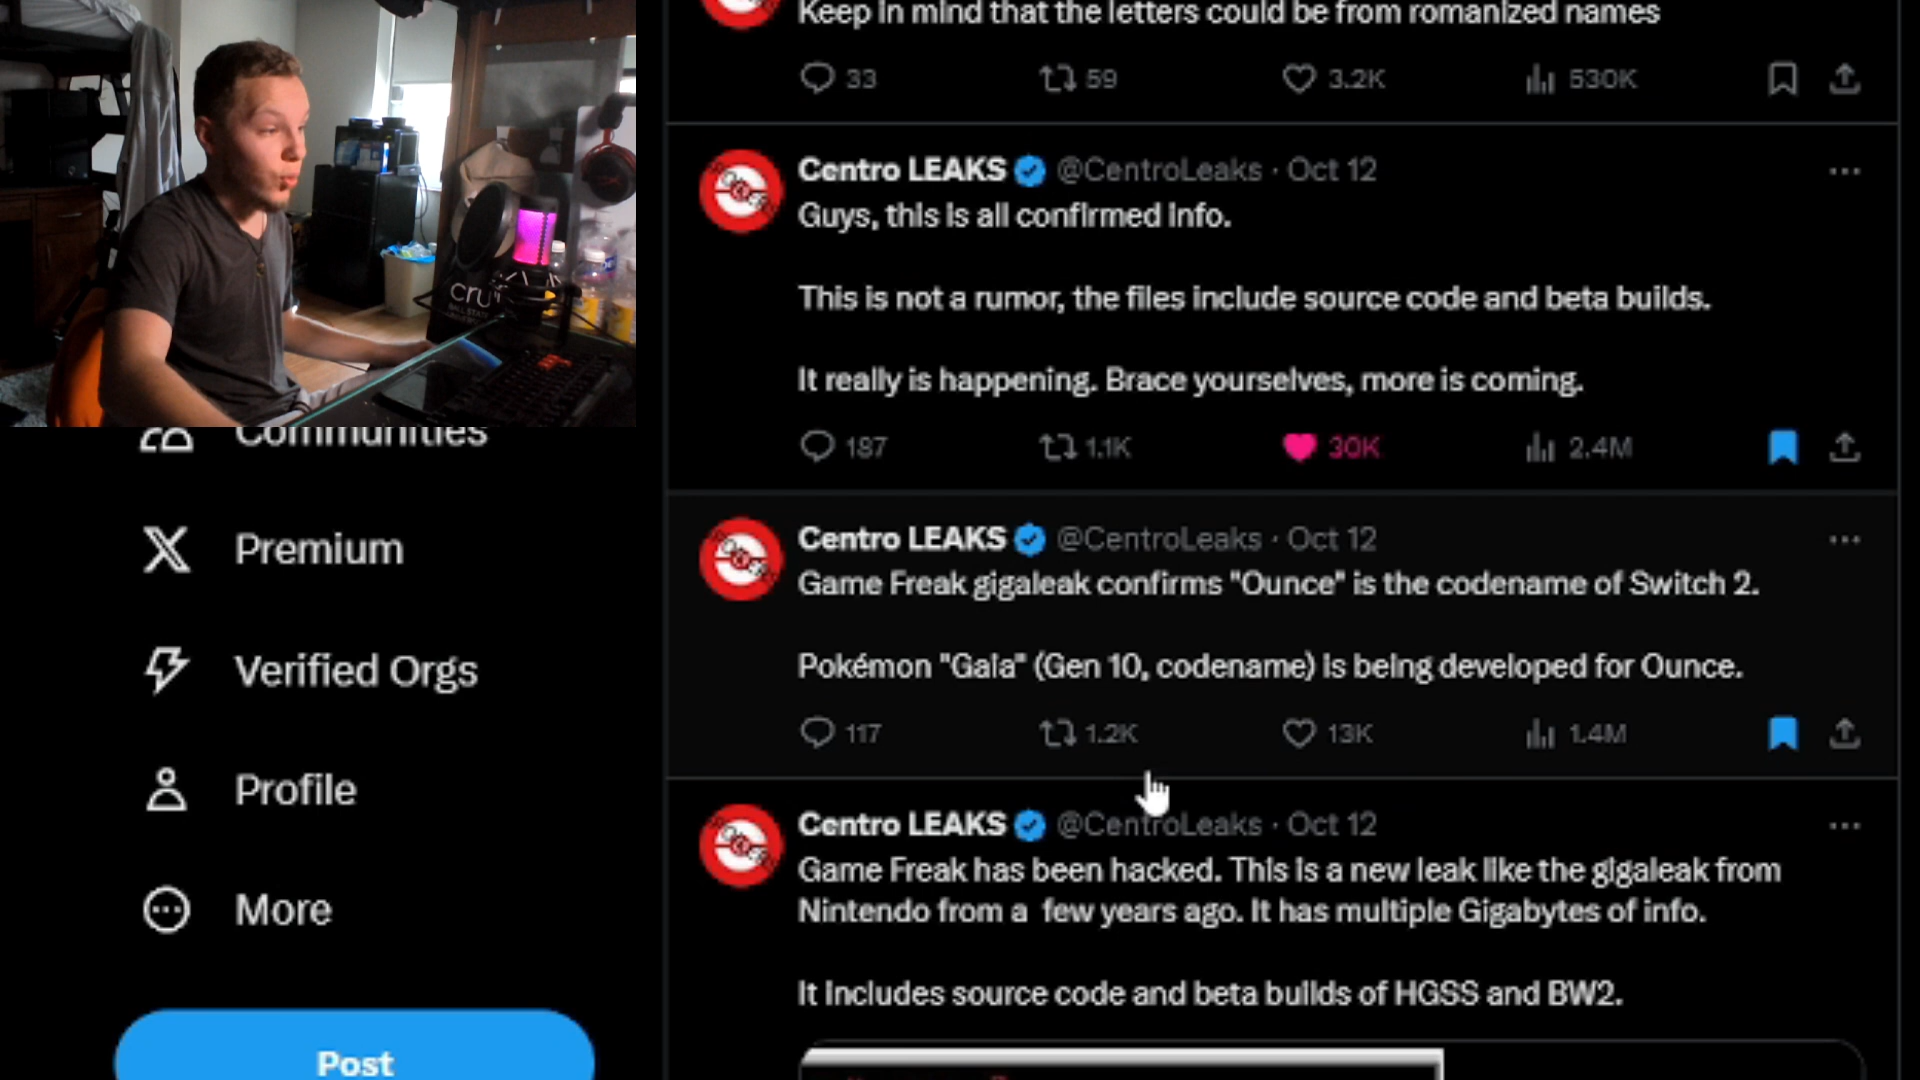 Keep in mind that the letters could be from romanized names
33 59 3.2K 530K
Centro LEAKS @CentroLeaks · Oct 12
Guys, this is all confirmed info.
This is not a rumor, the files include source code and beta builds.
It really is happening. Brace yourselves, more is coming.
187 1.1K 30K 2.4M
Centro LEAKS @CentroLeaks · Oct 12
Game Freak gigaleak confirms "Ounce" is the codename of Switch 2.
Pokémon "Gaia" (Gen 10, codename) is being developed for Ounce.
117 1.2K 13K 1.4M
Centro LEAKS @CentroLeaks · Oct 12
Game Freak has been hacked. This is a new leak like the gigaleak from
Nintendo from a few years ago. It has multiple Gigabytes of info.
It Includes source code and beta builds of HGSS and BW2.
Communities
Premium
Verified Orgs
Profile
More
Post